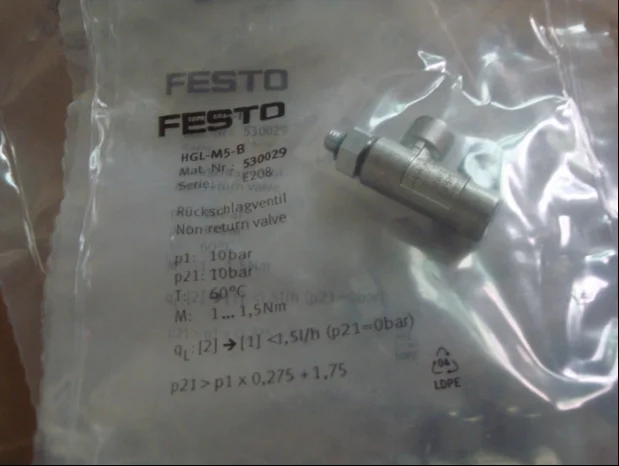 FESTO
FESTO
HGL-M5-B
Mat. Nr.: 530029
Serie: E208
Rückschlagventil
Non return valve
p1: 10bar
p21: 10bar
T: 60°C
M: 1...1,5Nm
qL:[2]➔[1] <1,5l/h (p21=0bar)
p21> p1 x 0,275 + 1,75
04
LDPE